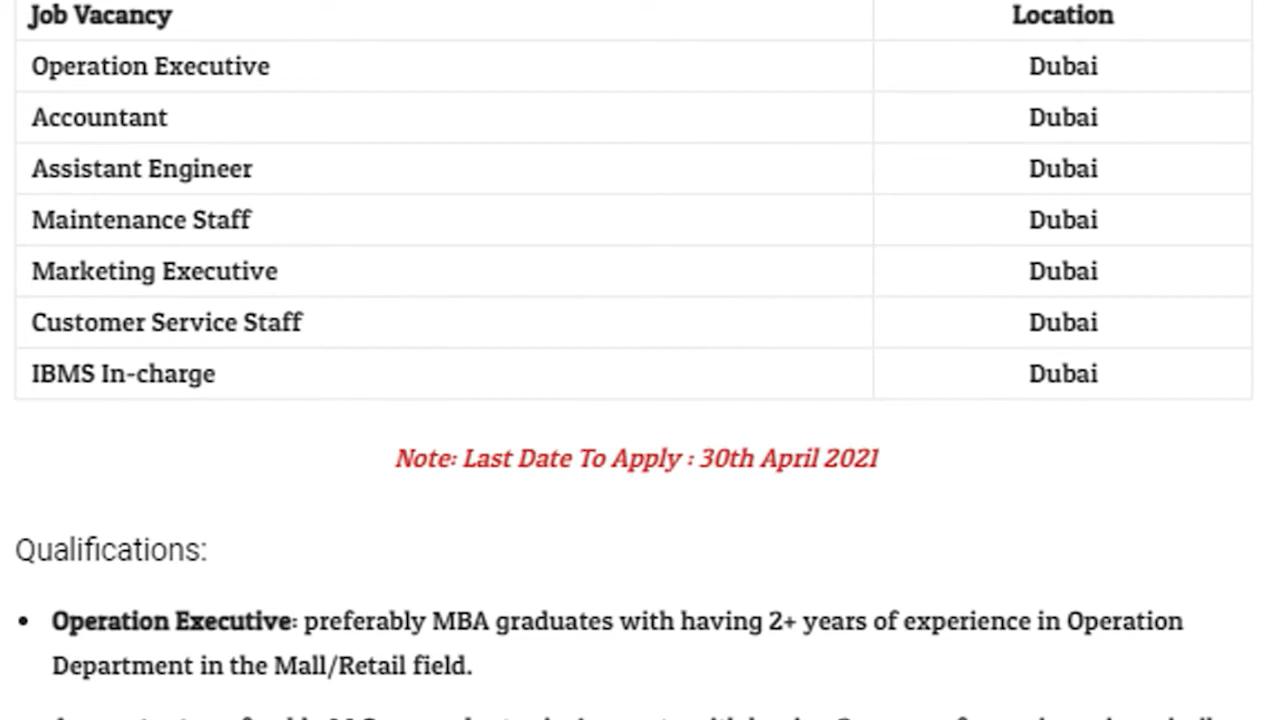 Job Vacancy Location
Operation Executive Dubai
Accountant Dubai
Assistant Engineer Dubai
Maintenance Staff Dubai
Marketing Executive Dubai
Customer Service Staff Dubai
IBMS In-charge Dubai
Note: Last Date To Apply : 30th April 2021
Qualifications:
• Operation Executive: preferably MBA graduates with having 2+ years of experience in Operation
Department in the Mall/Retail field.